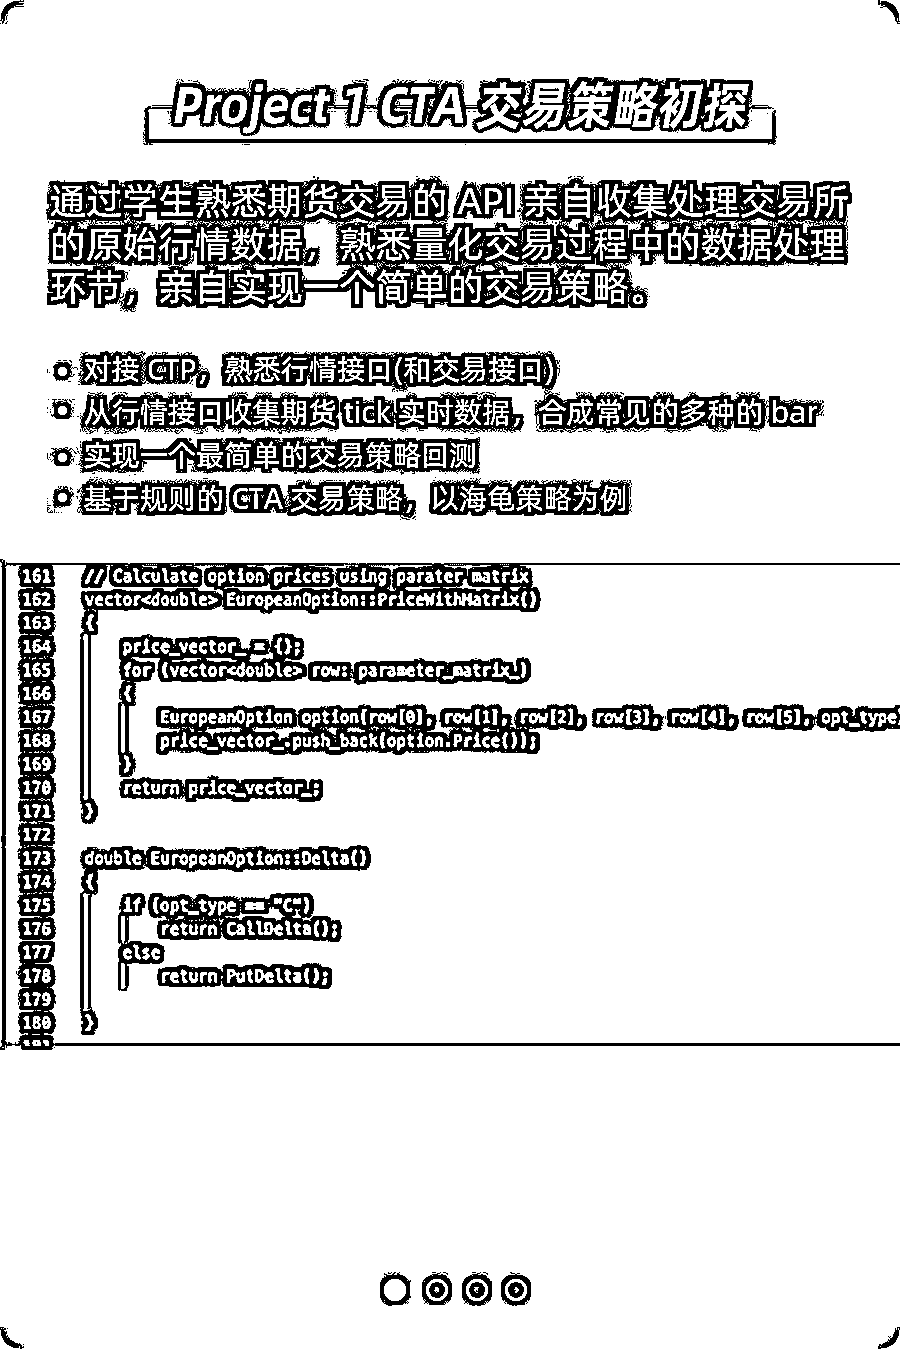 Project 1 CTA 交易策略初探
通过学生熟悉期货交易的 API 亲自收集处理交易所
的原始行情数据，熟悉量化交易过程中的数据处理
环节，亲自实现一个简单的交易策略。
对接 CTP，熟悉行情接口(和交易接口)
从行情接口收集期货 tick 实时数据，合成常见的多种的 bar
实现一个最简单的交易策略回测
基于规则的 CTA 交易策略，以海龟策略为例
161 // Calculate option prices using parater matrix
162 vector<double> EuropeanOption::PriceWithMatrix()
163 {
164 price_vector_ = {};
165 for (vector<double> row: parameter_matrix_)
166 {
167 EuropeanOption option(row[0], row[1], row[2], row[3], row[4], row[5], opt_type
168 price_vector_.push_back(option.Price());
169 }
170 return price_vector_;
171 }
172
173 double EuropeanOption::Delta()
174 {
175 if (opt_type == "C")
176 return CallDelta();
177 else
178 return PutDelta();
179
180 }